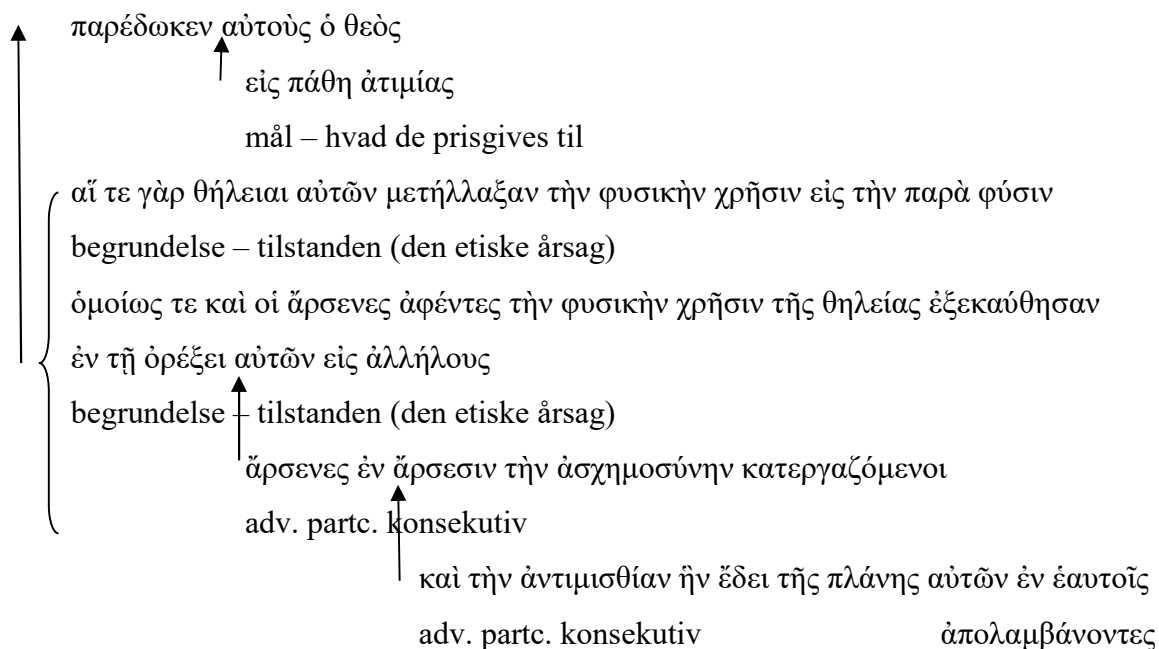 παρέδωκεν αὐτοὺς ὁ θεὸς
εἰς πάθη ἀτιμίας
mål – hvad de prisgives til
αἵ τε γὰρ θήλειαι αὐτῶν μετήλλαξαν τὴν φυσικὴν χρῆσιν εἰς τὴν παρὰ φύσιν
begrundelse – tilstanden (den etiske årsag)
ὁμοίως τε καὶ οἱ ἄρσενες ἀφέντες τὴν φυσικὴν χρῆσιν τῆς θηλείας ἐξεκαύθησαν
ἐν τῇ ὀρέξει αὐτῶν εἰς ἀλλήλους
begrundelse – tilstanden (den etiske årsag)
ἄρσενες ἐν ἄρσεσιν τὴν ἀσχημοσύνην κατεργαζόμενοι
adv. partc. konsekutiv
καὶ τὴν ἀντιμισθίαν ἣν ἔδει τῆς πλάνης αὐτῶν ἐν ἑαυτοῖς
adv. partc. konsekutiv ἀπολαμβάνοντες